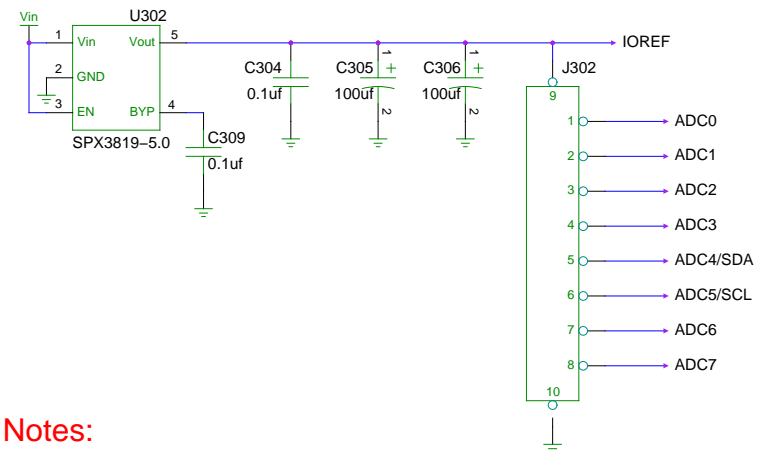 Vin
U302
1
Vin
Vout
5
IOREF
2
GND
3
EN
BYP
4
SPX3819-5.0
C309
0.1uf
C304
0.1uf
1
C305
+
100uf
2
1
C306
+
100uf
2
J302
9
1
ADC0
2
ADC1
3
ADC2
4
ADC3
5
ADC4/SDA
6
ADC5/SCL
7
ADC6
8
ADC7
10
Notes: